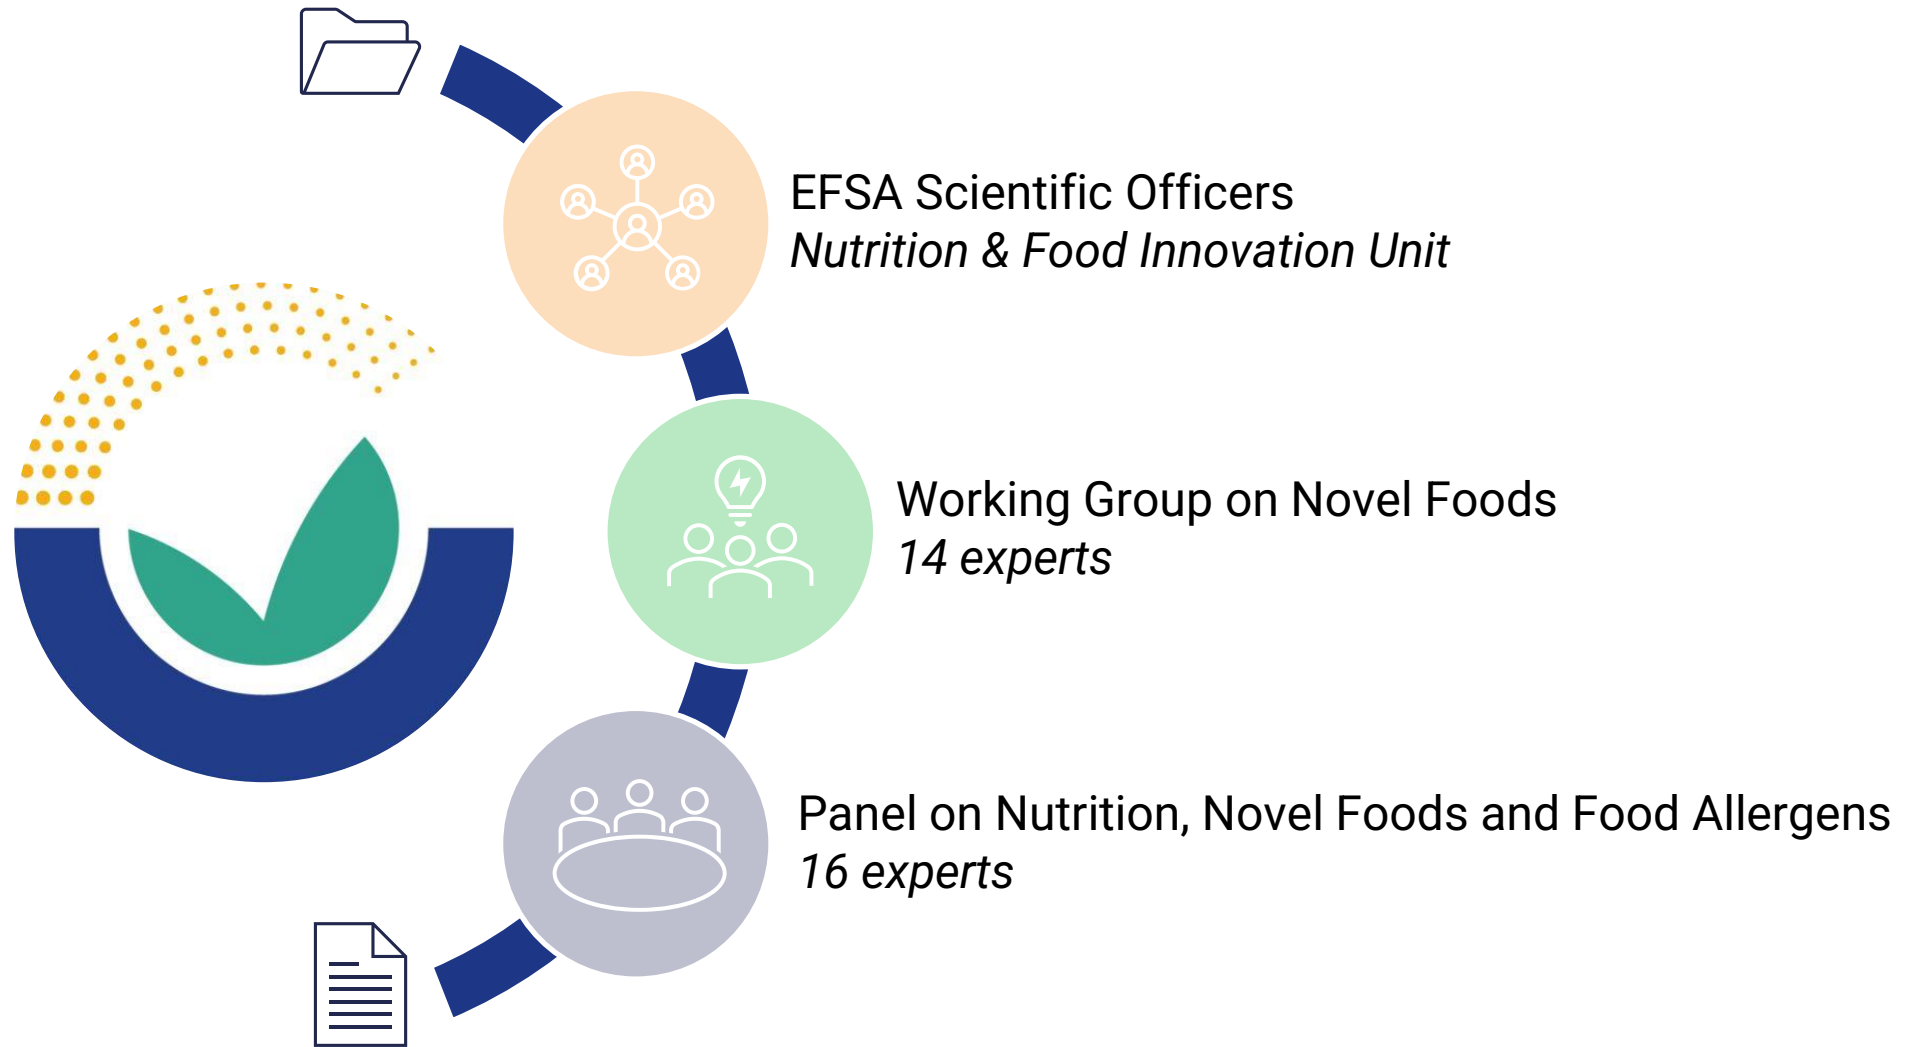 EFSA Scientific Officers
Nutrition & Food Innovation Unit
Working Group on Novel Foods
14 experts
Panel on Nutrition, Novel Foods and Food Allergens
16 experts